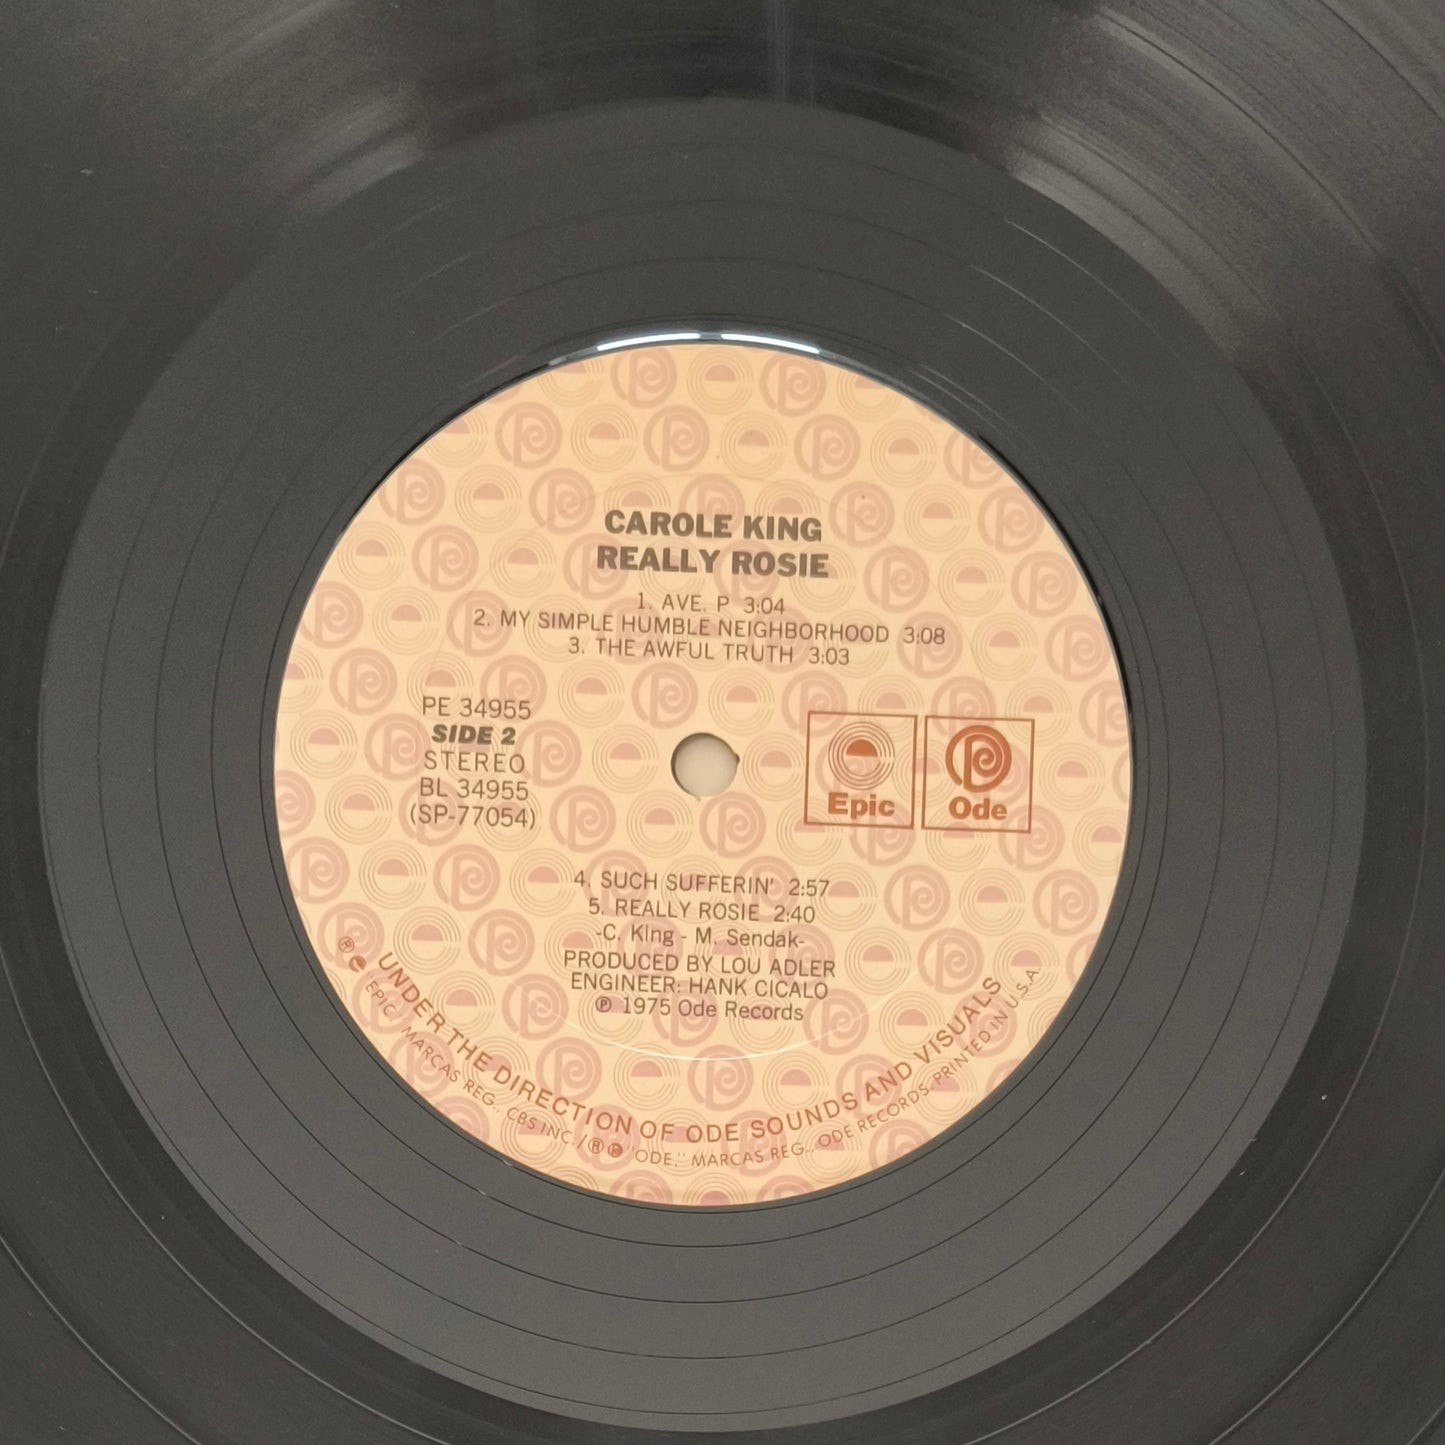 CAROLE KING
REALLY ROSIE
1. AVE. P 3:04
2. MY SIMPLE HUMBLE NEIGHBORHOOD 3:08
3. THE AWFUL TRUTH 3:03
PE 34955
SIDE 2
STEREO
BL 34955
(SP-77054)
Epic
Ode
4. SUCH SUFFERIN' 2:57
5. REALLY ROSIE 2:40
-C. King - M. Sendak-
PRODUCED BY LOU ADLER
ENGINEER: HANK CICALO
℗ 1975 Ode Records
UNDER THE DIRECTION OF ODE SOUNDS AND VISUALS
® e EPIC, MARCAS REG., CBS INC./® "ODE," MARCAS REG., ODE RECORDS. PRINTED IN U.S.A.